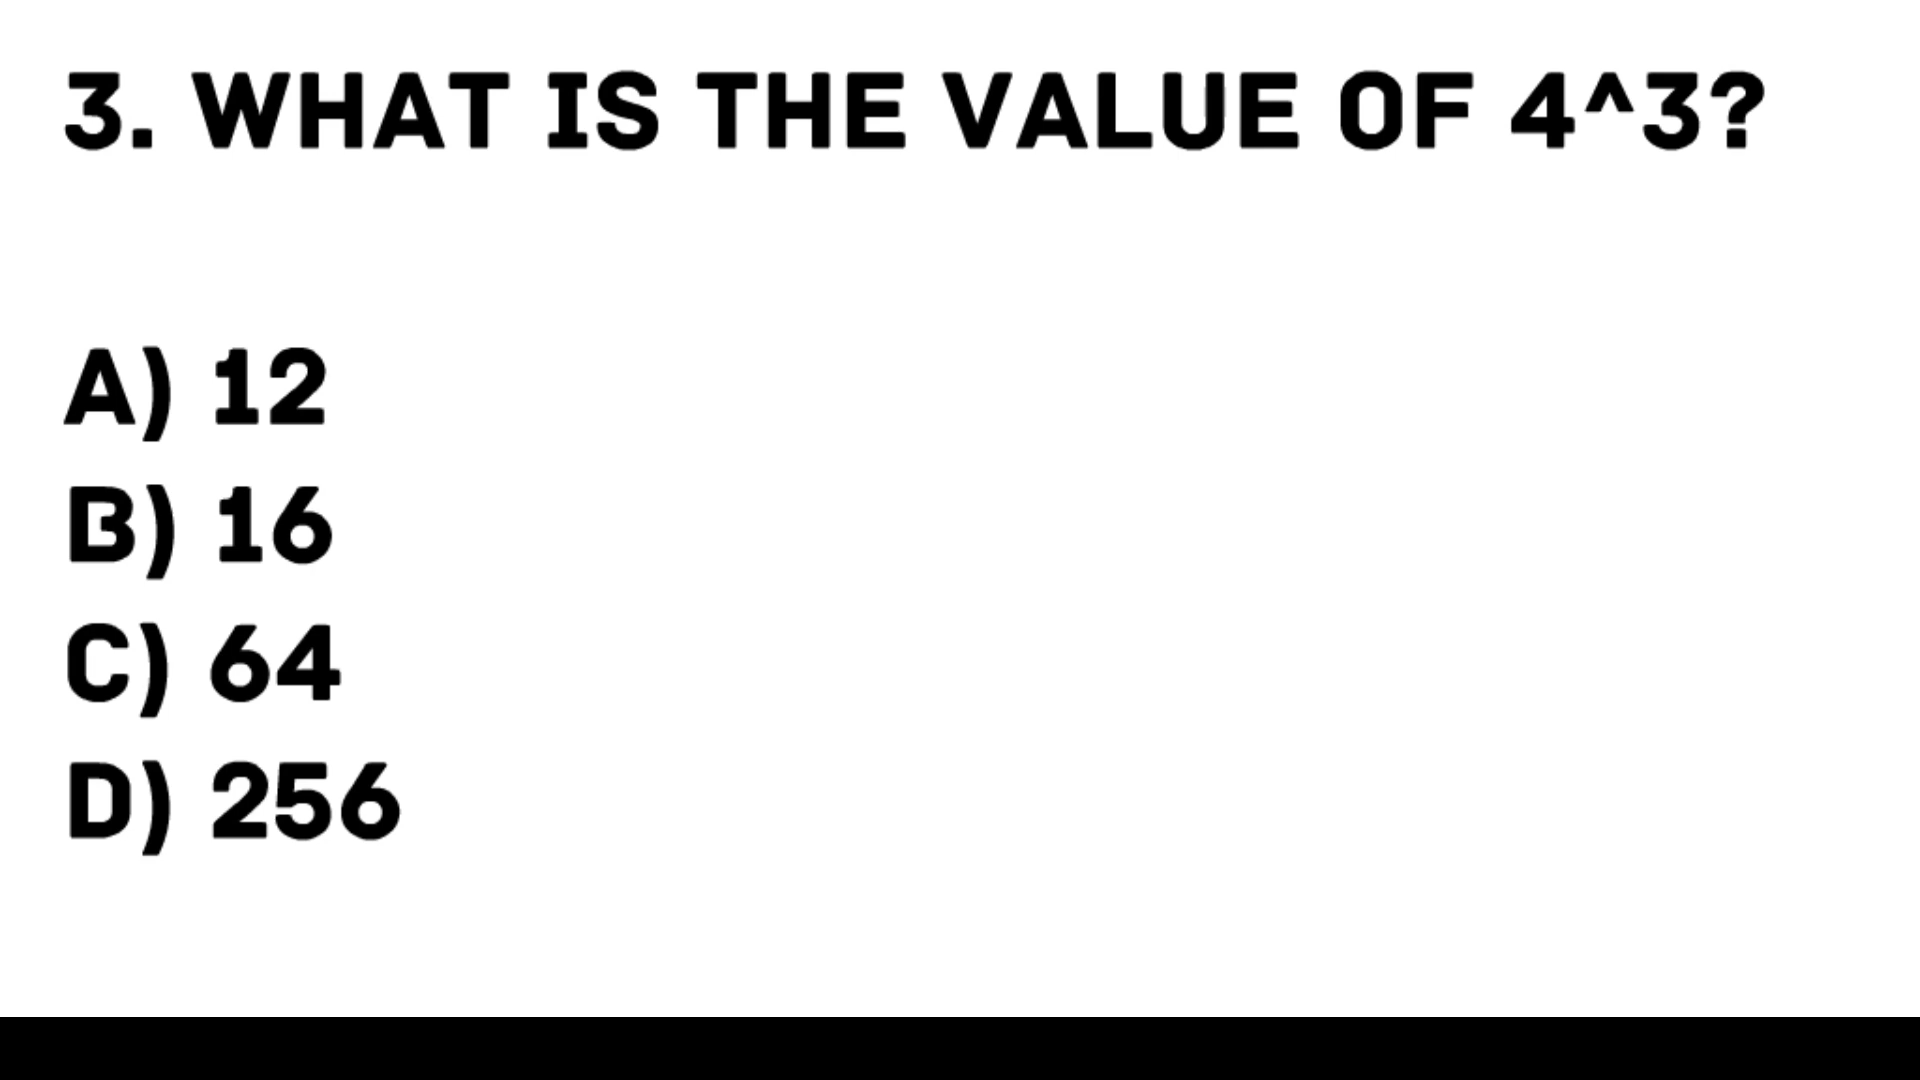 3. WHAT IS THE VALUE OF 4^3?
A) 12
B) 16
C) 64
D) 256